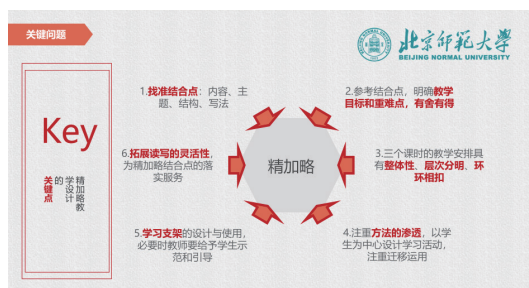 关键问题
北京师范大学
BEIJING NORMAL UNIVERSITY
Key
精加略教
学设计
的
关键点
1.找准结合点：内容、主
题、结构、写法
2.参考结合点，明确教学
目标和重难点，有舍有得
6.拓展读写的灵活性，
为精加略结合点的落
实服务
精加略
3.三个课时的教学安排具
有整体性、层次分明、环
环相扣
5.学习支架的设计与使用，
必要时教师要给予学生示
范和引导
4.注重方法的渗透，以学
生为中心设计学习活动，
注重迁移运用